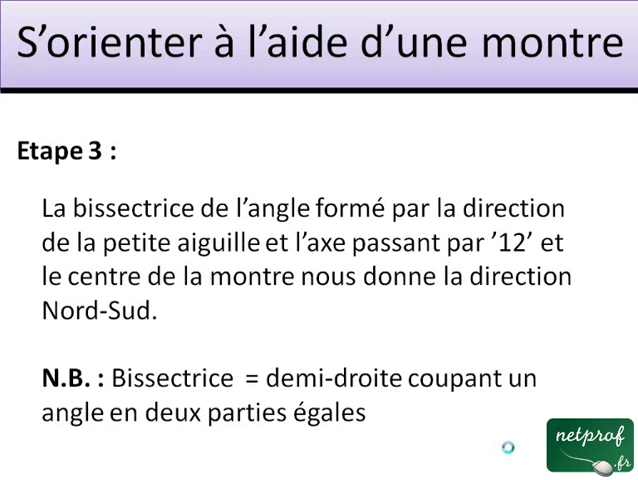 S’orienter à l’aide d’une montre
Etape 3 :
La bissectrice de l’angle formé par la direction
de la petite aiguille et l’axe passant par ’12’ et
le centre de la montre nous donne la direction
Nord-Sud.
N.B. : Bissectrice = demi-droite coupant un
angle en deux parties égales
netprof
.fr